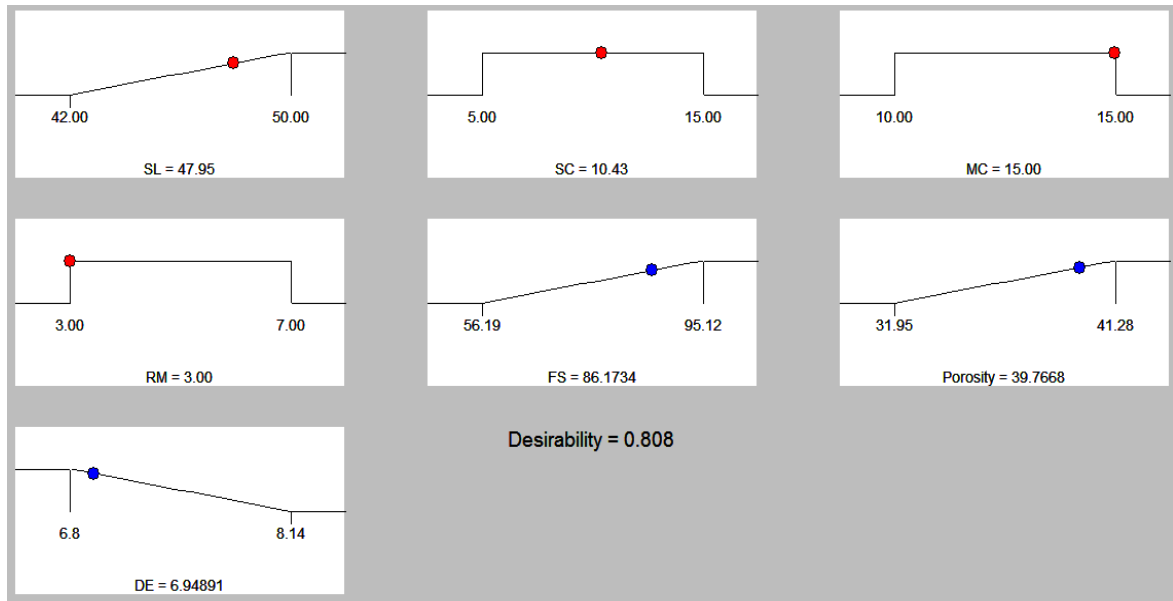 42.00 50.00
SL = 47.95
5.00 15.00
SC = 10.43
10.00 15.00
MC = 15.00
3.00 7.00
RM = 3.00
56.19 95.12
FS = 86.1734
31.95 41.28
Porosity = 39.7668
6.8 8.14
DE = 6.94891
Desirability = 0.808